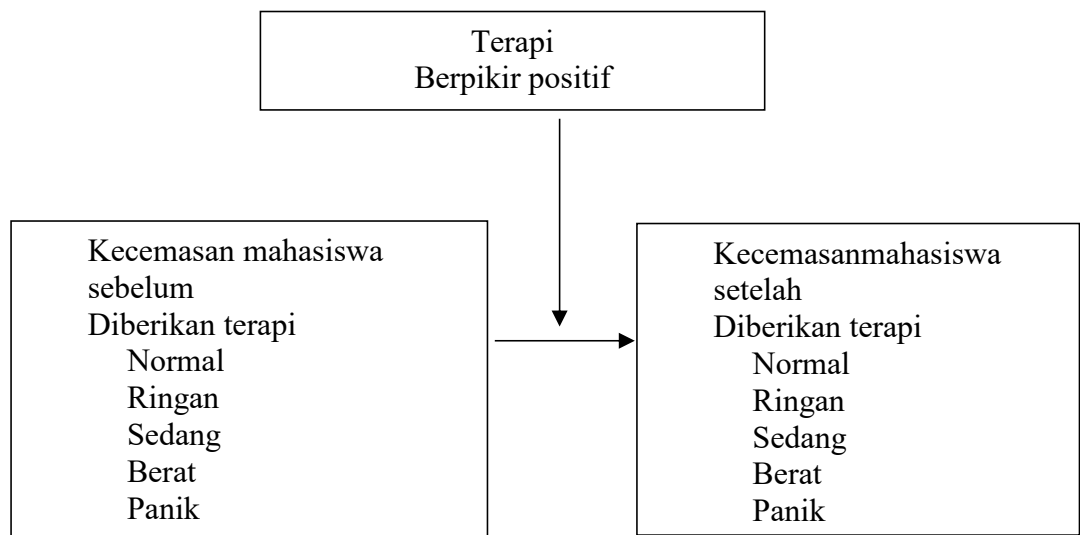 Terapi
Berpikir positif
Kecemasan mahasiswa
sebelum
Diberikan terapi
Normal
Ringan
Sedang
Berat
Panik
Kecemasanmahasiswa
setelah
Diberikan terapi
Normal
Ringan
Sedang
Berat
Panik